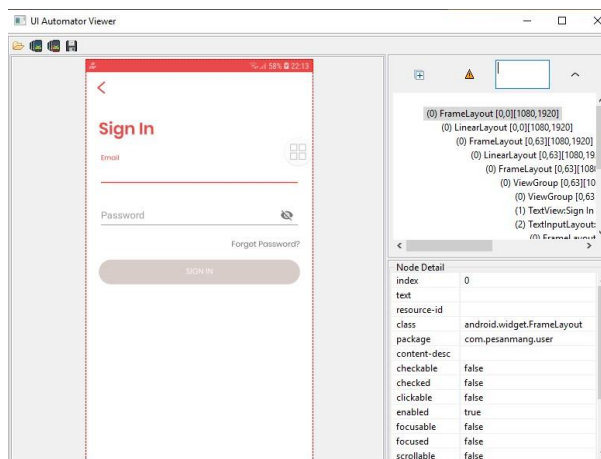 UI Automator Viewer
58% 22:13
Sign In
Email
Password
Forgot Password?
SIGN IN
(0) FrameLayout [0,0][1080,1920]
(0) LinearLayout [0,0][1080,1920]
(0) FrameLayout [0,63][1080,1920]
(0) LinearLayout [0,63][1080,19
(0) FrameLayout [0,63][108
(0) ViewGroup [0,63][10
(0) ViewGroup [0,63
(1) TextView:Sign In
(2) TextInputLayout:
(0) FrameLayout
Node Detail
index 0
text
resource-id
class android.widget.FrameLayout
package com.pesanmang.user
content-desc
checkable false
checked false
clickable false
enabled true
focusable false
focused false
scrollable false